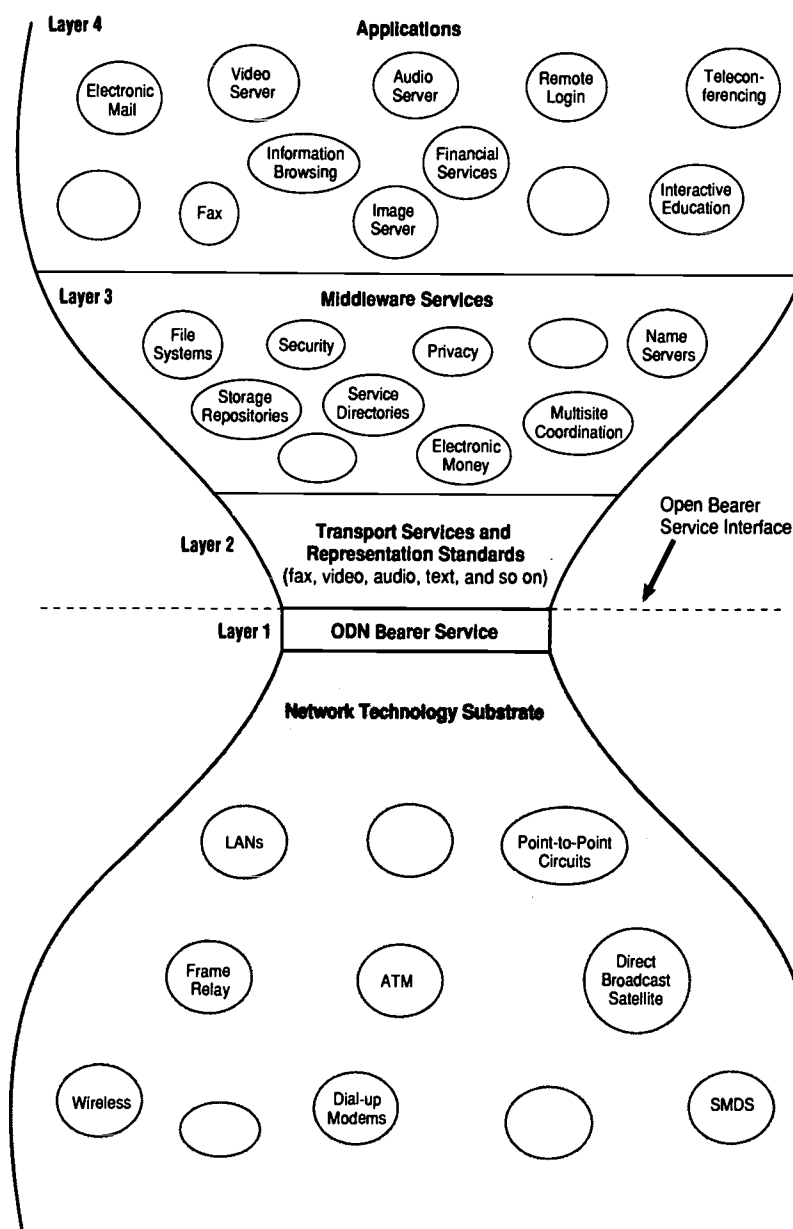 Layer 4
Applications
Electronic
Mail
Video
Server
Audio
Server
Remote
Login
Telecon-
ferencing
Information
Browsing
Financial
Services
Fax
Image
Server
Interactive
Education
Layer 3
Middleware Services
File
Systems
Security
Privacy
Name
Servers
Storage
Repositories
Service
Directories
Multisite
Coordination
Electronic
Money
Open Bearer
Service Interface
Layer 2
Transport Services and
Representation Standards
(fax, video, audio, text, and so on)
Layer 1
ODN Bearer Service
Network Technology Substrate
LANs
Point-to-Point
Circuits
Frame
Relay
ATM
Direct
Broadcast
Satellite
Wireless
Dial-up
Modems
SMDS